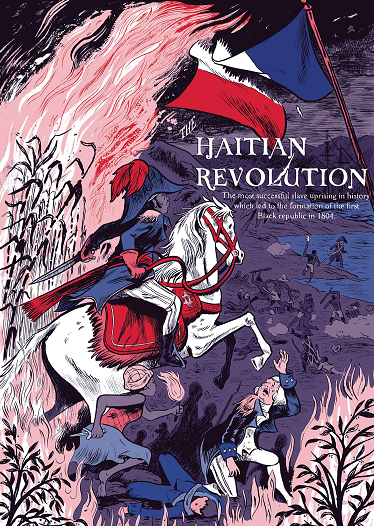 THE
HAITIAN
REVOLUTION
The most successful slave uprising in history
which led to the formation of the first
Black republic in 1804.